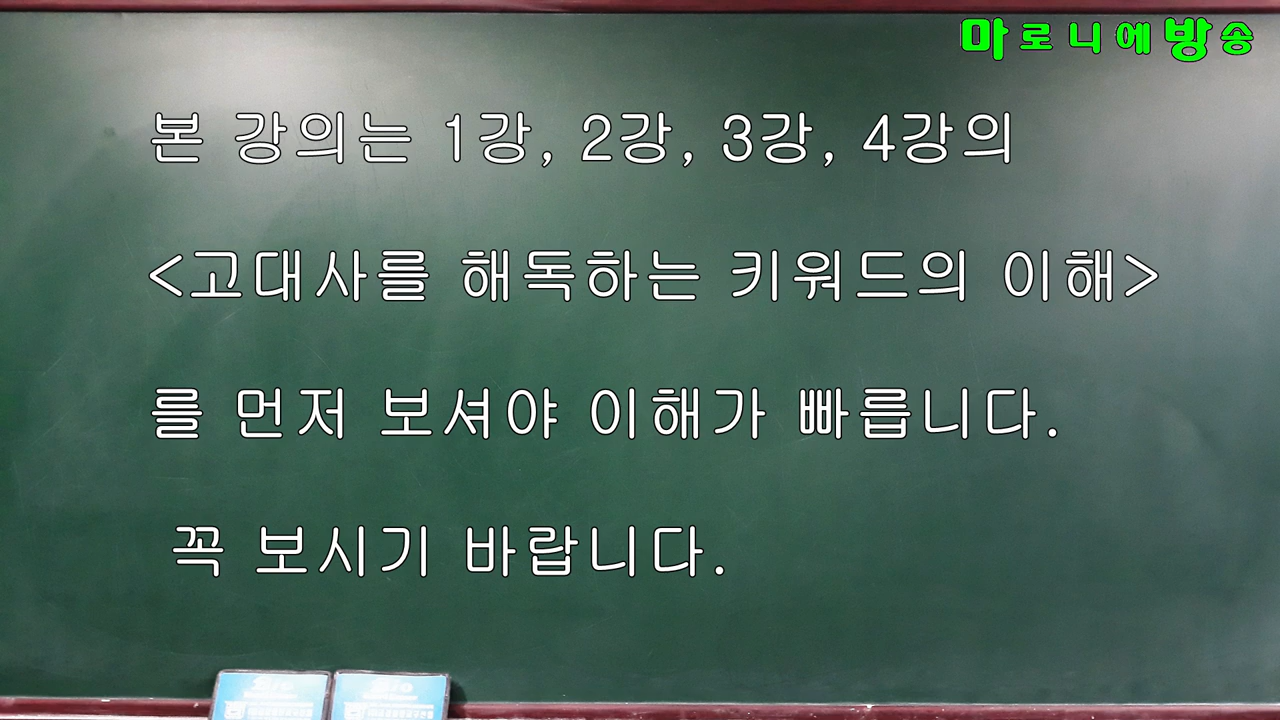 마로니에방송
본 강의는 1강, 2강, 3강, 4강의
<고대사를 해독하는 키워드의 이해>
를 먼저 보셔야 이해가 빠릅니다.
꼭 보시기 바랍니다.